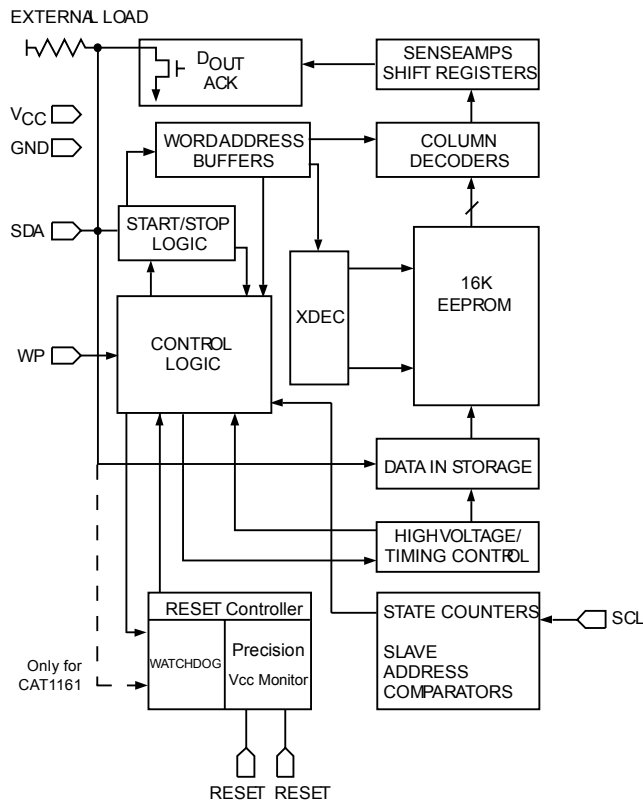 EXTERNAL LOAD
DOUT
ACK
SENSEAMPS
SHIFT REGISTERS
VCC
GND
WORDADDRESS
BUFFERS
COLUMN
DECODERS
SDA
START/STOP
LOGIC
XDEC
16K
EEPROM
WP
CONTROL
LOGIC
DATA IN STORAGE
HIGHVOLTAGE/
TIMING CONTROL
RESET Controller
WATCHDOG
Precision
Vcc Monitor
STATE COUNTERS
SLAVE
ADDRESS
COMPARATORS
SCL
Only for
CAT1161
RESET RESET